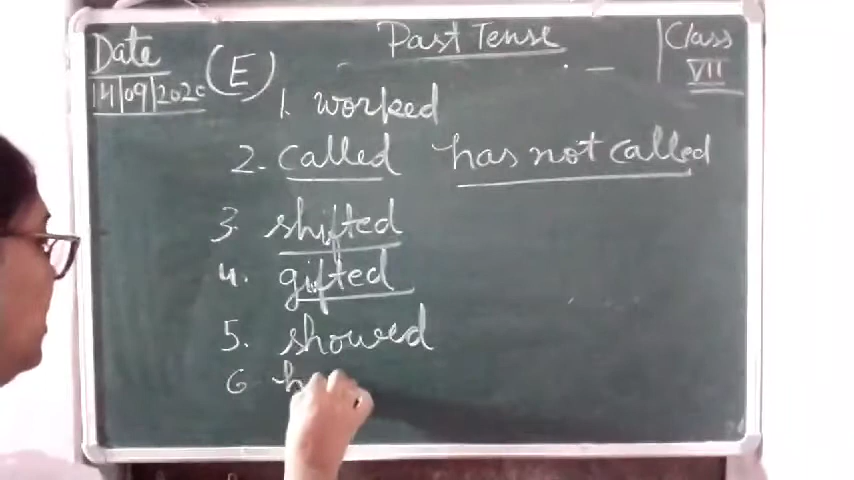 Date
14/09/2020
(E)
Past Tense
Class
VII
1. worked
2. called has not called
3. shifted
4. gifted
5. showed
6 h